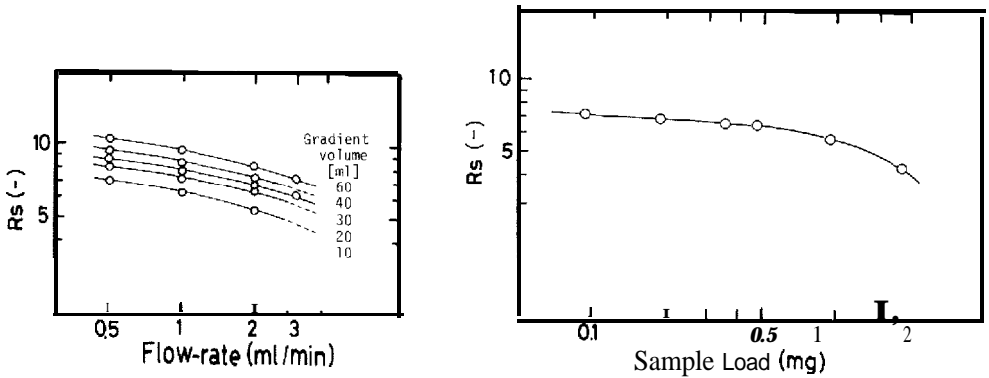 Rs (-)
10
5
Gradient
volume
[ml]
60
40
30
20
10
0.5 1 2 3
Flow-rate (ml/min)
Rs (-)
10
5
0.1 0.5 1 2
Sample Load (mg)